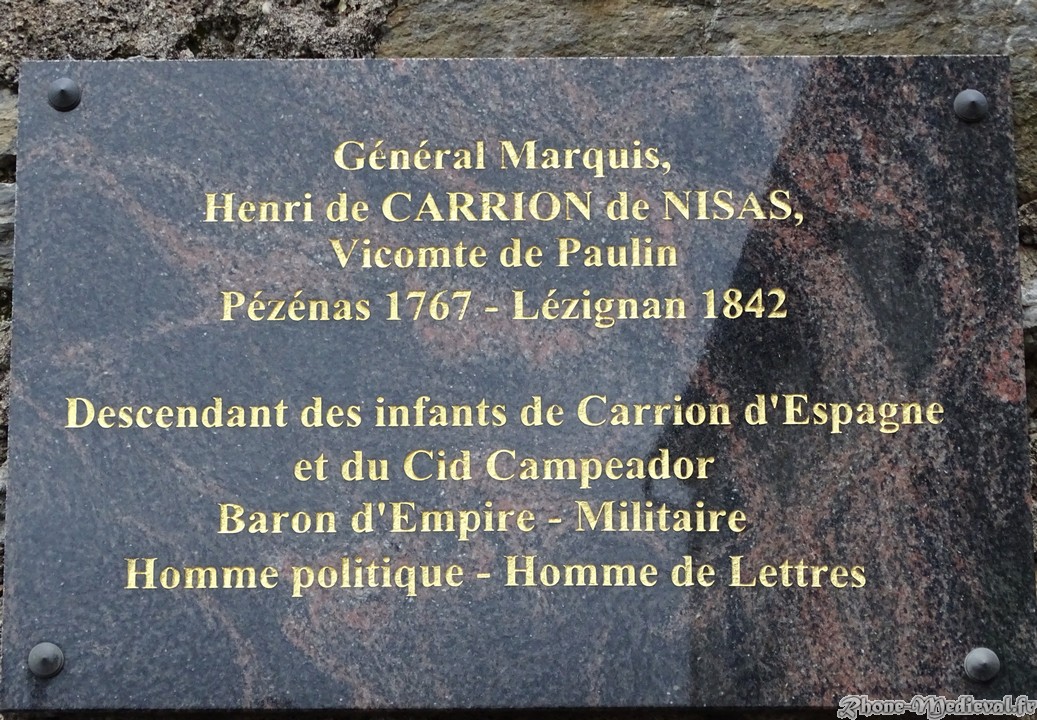 Général Marquis,
Henri de CARRION de NISAS,
Vicomte de Paulin
Pézénas 1767 - Lézignan 1842
Descendant des infants de Carrion d'Espagne
et du Cid Campeador
Baron d'Empire - Militaire
Homme politique - Homme de Lettres
Rhone-Medieval.fr